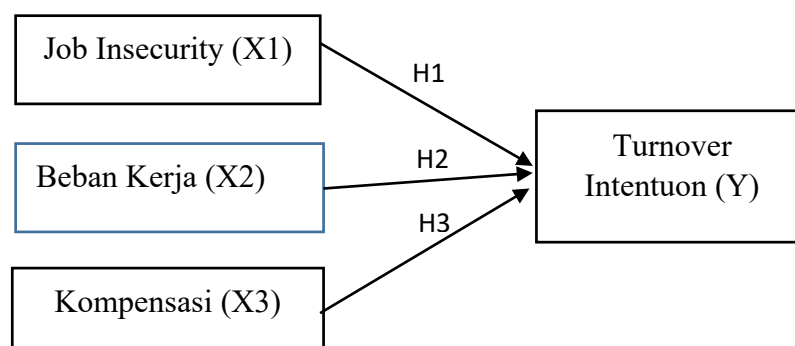 Job Insecurity (X1)
H1
Beban Kerja (X2)
H2
Turnover
Intentuon (Y)
H3
Kompensasi (X3)